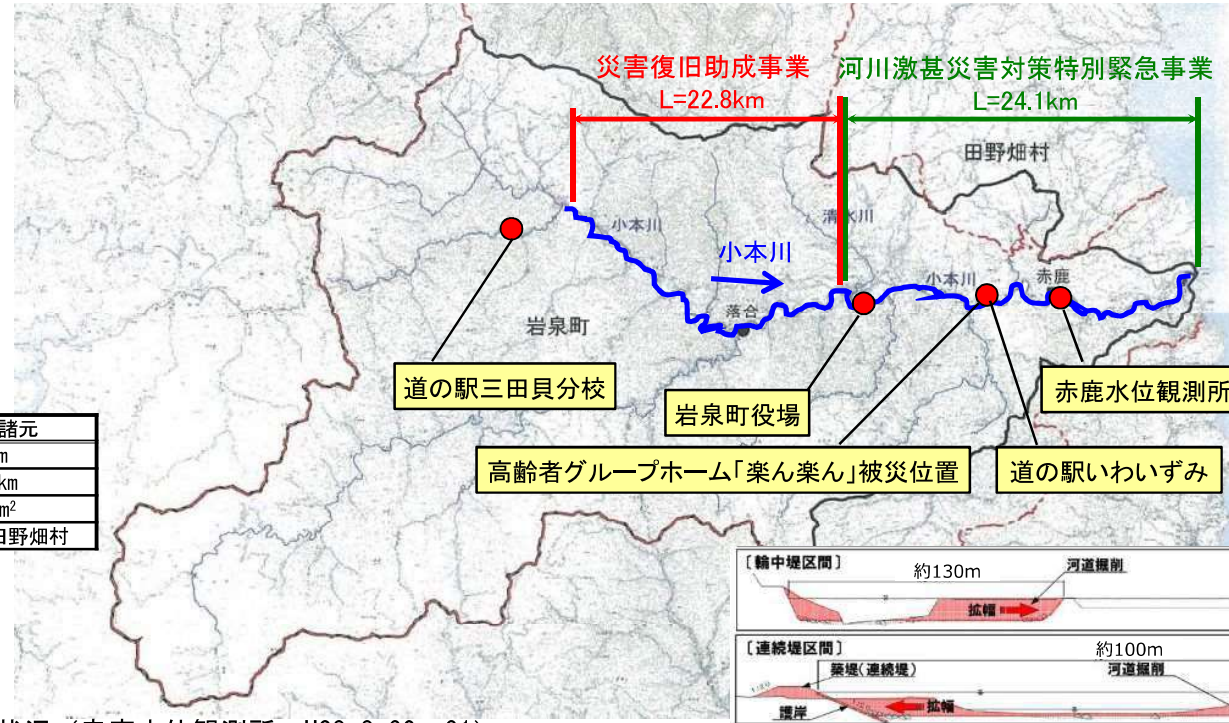 災害復旧助成事業
L=22.8km
河川激甚災害対策特別緊急事業
L=24.1km
田野畑村
清水川
小本川
小本川
小本川
赤鹿
落合
岩泉町
道の駅三田貝分校
岩泉町役場
赤鹿水位観測所
高齢者グループホーム「楽ん楽ん」被災位置
道の駅いわいずみ
諸元
m
km
m²
田野畑村
[輪中堤区間]
約130m
河道掘削
拡幅
[連続堤区間]
約100m
築堤(連続堤)
河道掘削
護岸
拡幅